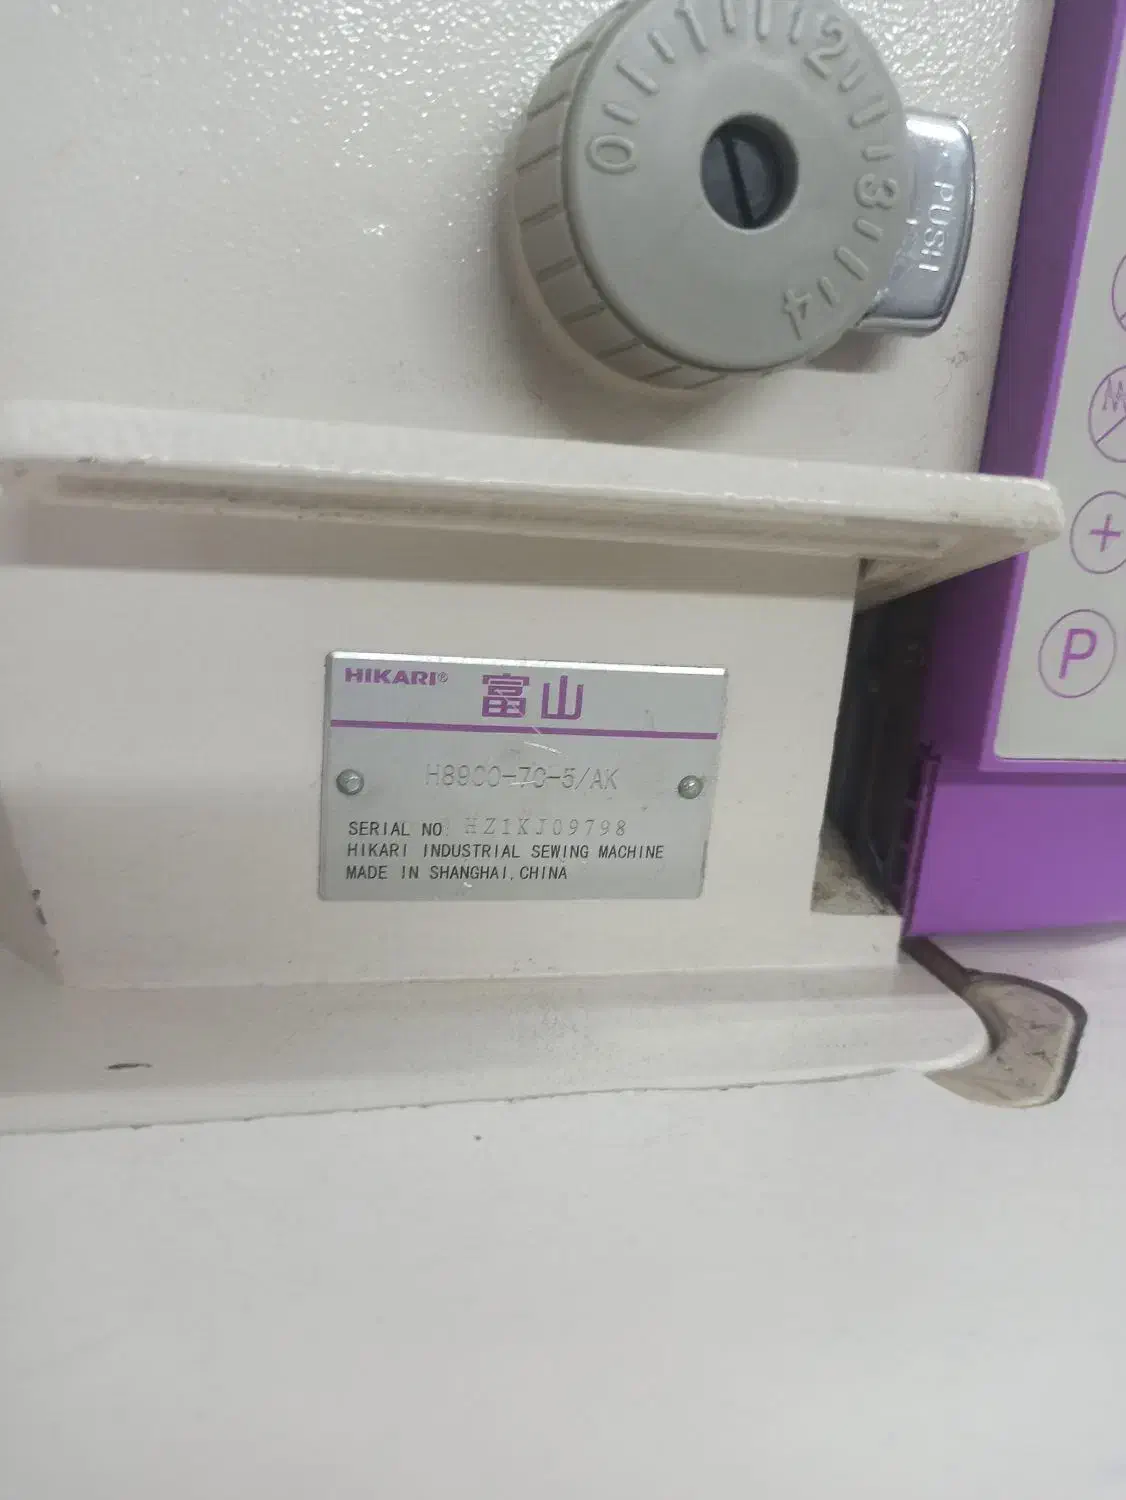 0 1 2 3 4
PUSH
+
P
HIKARI® 富山
H8900-7C-5/AK
SERIAL NO HZ1KJ09798
HIKARI INDUSTRIAL SEWING MACHINE
MADE IN SHANGHAI, CHINA